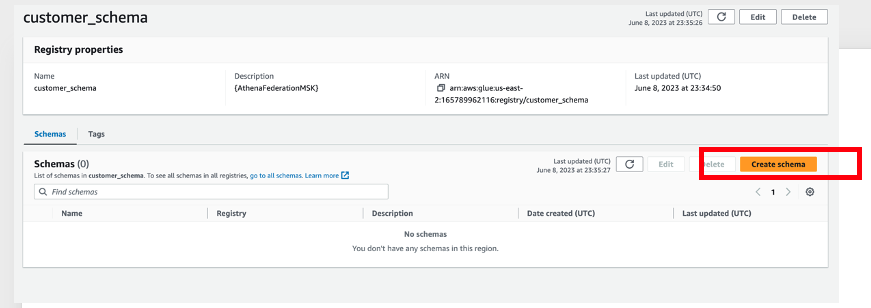 customer_schema
Last updated (UTC)
June 8, 2023 at 23:35:26
Edit
Delete
Registry properties
Name
customer_schema
Description
{AthenaFederationMSK}
ARN
arn:aws:glue:us-east-
2:165789962116:registry/customer_schema
Last updated (UTC)
June 8, 2023 at 23:34:50
Schemas
Tags
Schemas (0)
List of schemas in customer_schema. To see all schemas in all registries, go to all schemas. Learn more
Last updated (UTC)
June 8, 2023 at 23:35:27
Edit
Delete
Create schema
Find schemas
1
Name
Registry
Description
Date created (UTC)
Last updated (UTC)
No schemas
You don't have any schemas in this region.